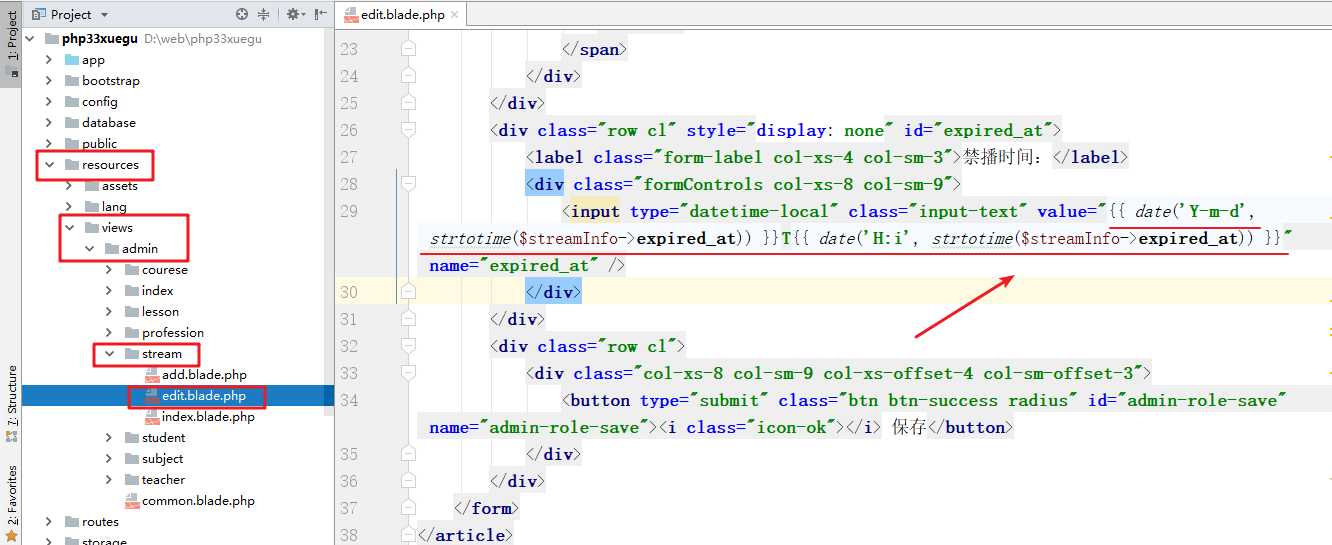 Project
edit.blade.php
1: Project
7: Structure
2: Favorites
php33xuegu D:\web\php33xuegu
app
bootstrap
config
database
public
resources
assets
lang
views
admin
courese
index
lesson
profession
stream
add.blade.php
edit.blade.php
index.blade.php
student
subject
teacher
common.blade.php
routes
storage
23 </span>
24 </div>
25 </div>
26 <div class="row cl" style="display: none" id="expired_at">
27 <label class="form-label col-xs-4 col-sm-3">禁播时间：</label>
28 <div class="formControls col-xs-8 col-sm-9">
29 <input type="datetime-local" class="input-text" value="{{ date('Y-m-d',
strtotime($streamInfo->expired_at)) }}T{{ date('H:i', strtotime($streamInfo->expired_at)) }}"
name="expired_at" />
30 </div>
31 </div>
32 <div class="row cl">
33 <div class="col-xs-8 col-sm-9 col-xs-offset-4 col-sm-offset-3">
34 <button type="submit" class="btn btn-success radius" id="admin-role-save"
name="admin-role-save"><i class="icon-ok"></i> 保存</button>
35 </div>
36 </div>
37 </form>
38 </article>